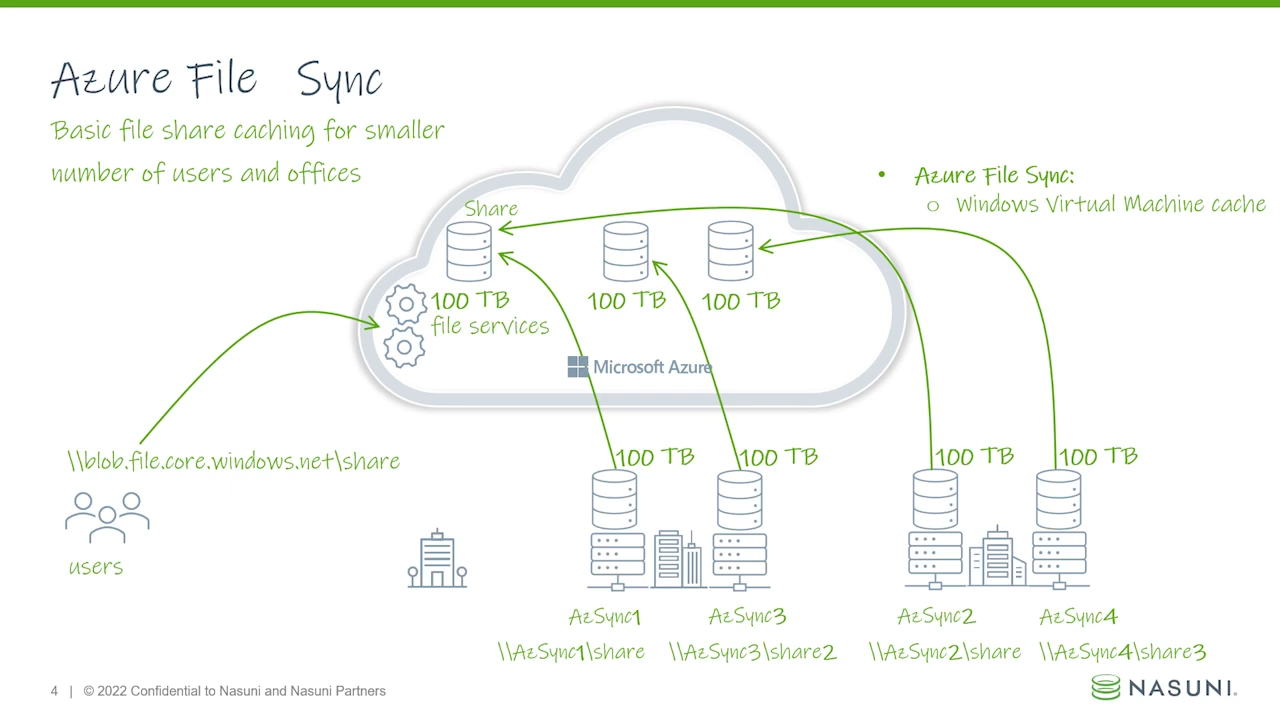 Azure File Sync
Basic file share caching for smaller
number of users and offices
• Azure File Sync:
○ Windows Virtual Machine cache
Share
100 TB
100 TB
100 TB
file services
Microsoft Azure
\\blob.file.core.windows.net\share
users
100 TB
100 TB
100 TB
100 TB
AzSync1
AzSync3
AzSync2
AzSync4
\\AzSync1\share
\\AzSync3\share2
\\AzSync2\share
\\AzSync4\share3
4 | © 2022 Confidential to Nasuni and Nasuni Partners
NASUNI